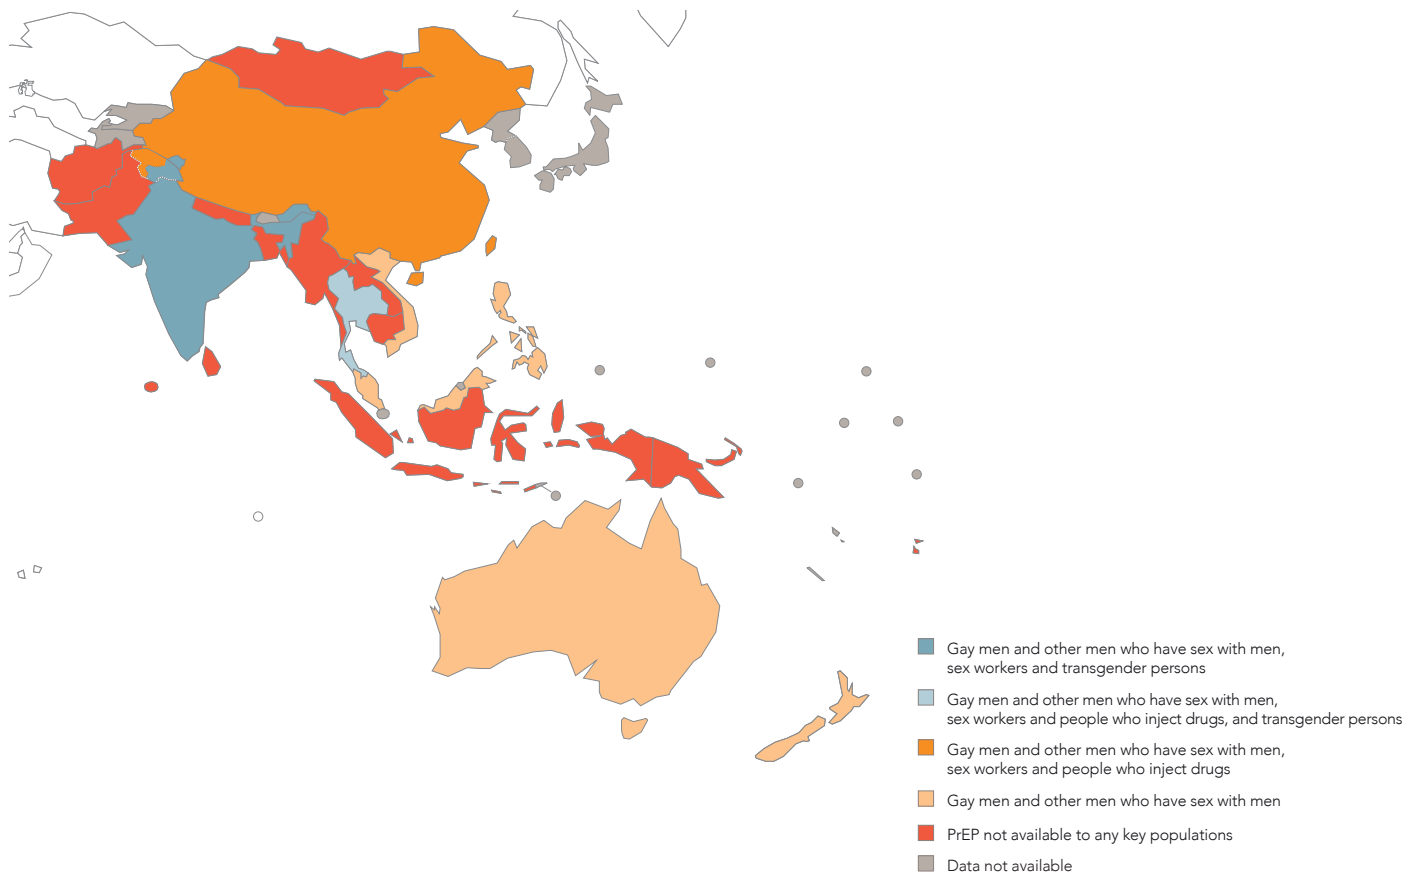 Gay men and other men who have sex with men,
sex workers and transgender persons
Gay men and other men who have sex with men,
sex workers and people who inject drugs, and transgender persons
Gay men and other men who have sex with men,
sex workers and people who inject drugs
Gay men and other men who have sex with men
PrEP not available to any key populations
Data not available